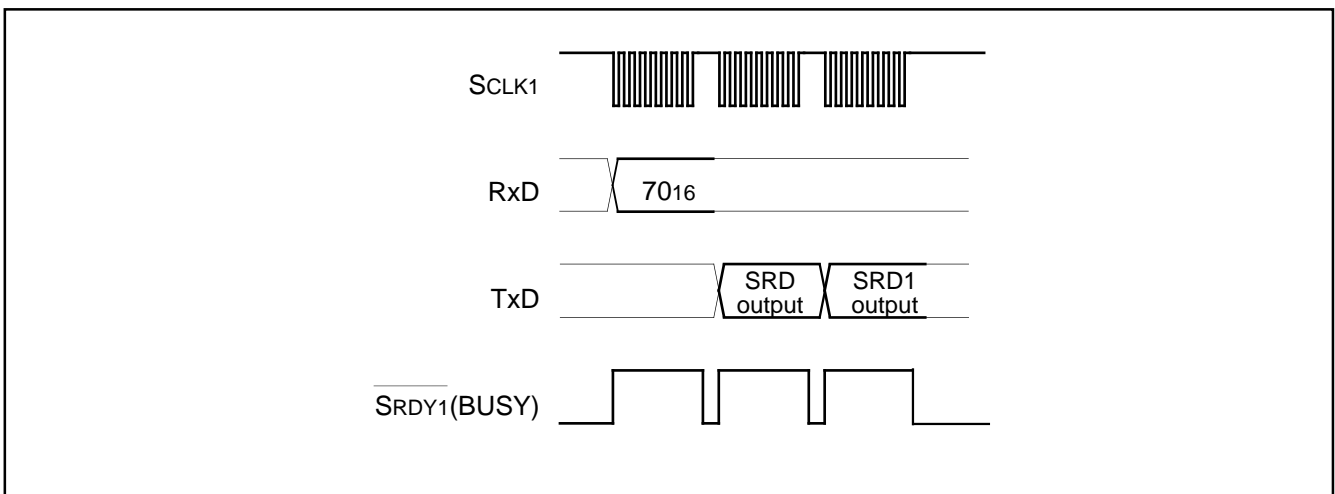 SCLK1
RxD
7016
TxD
SRD
output
SRD1
output
SRDY1(BUSY)